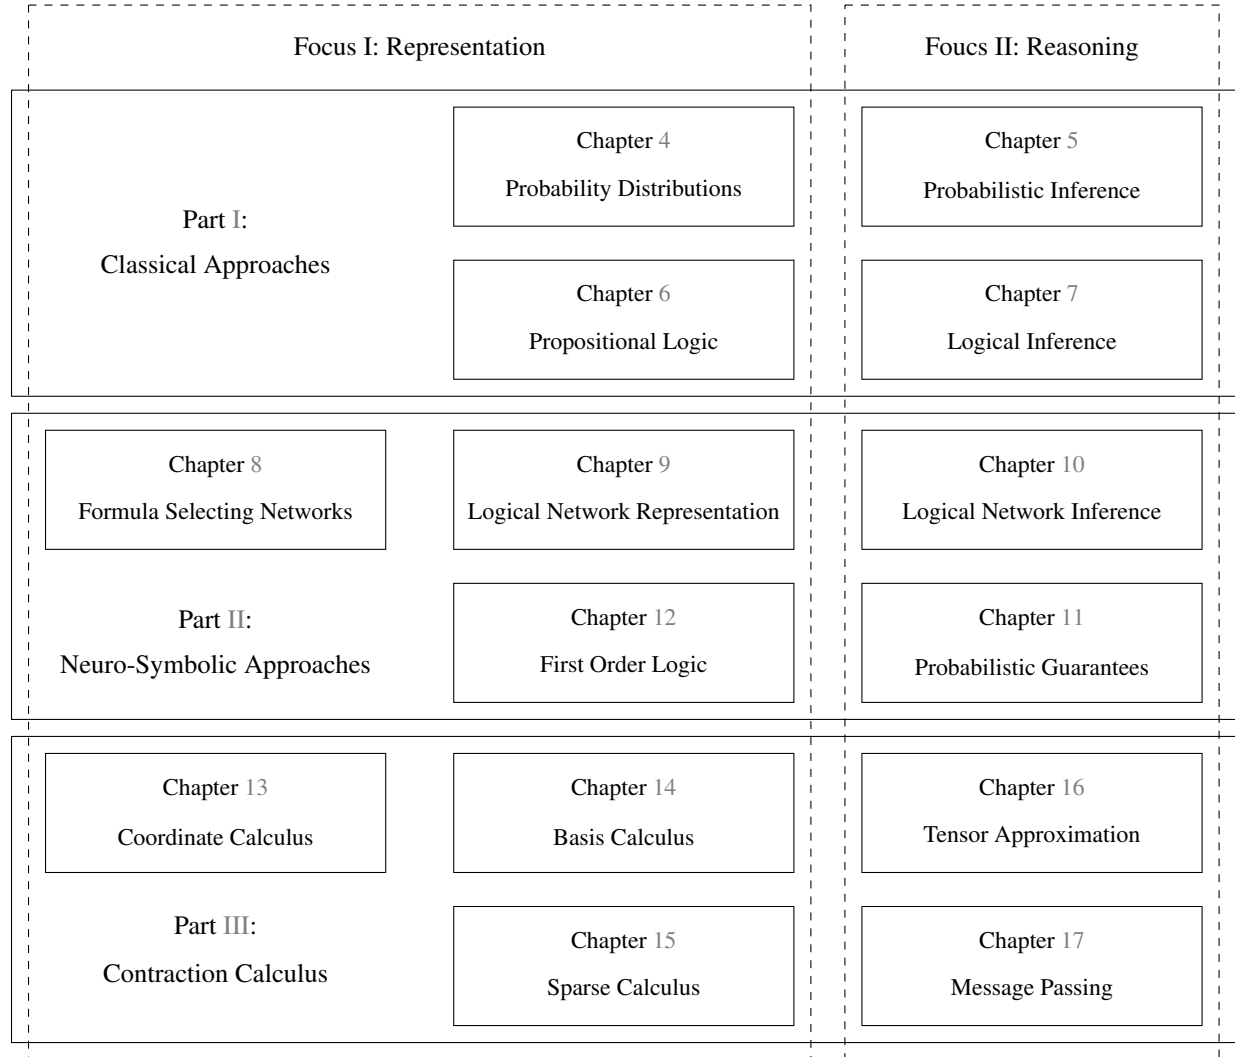 Focus I: Representation
Foucs II: Reasoning
Part I:
Classical Approaches
Chapter 4
Probability Distributions
Chapter 5
Probabilistic Inference
Chapter 6
Propositional Logic
Chapter 7
Logical Inference
Chapter 8
Formula Selecting Networks
Chapter 9
Logical Network Representation
Chapter 10
Logical Network Inference
Part II:
Neuro-Symbolic Approaches
Chapter 12
First Order Logic
Chapter 11
Probabilistic Guarantees
Chapter 13
Coordinate Calculus
Chapter 14
Basis Calculus
Chapter 16
Tensor Approximation
Part III:
Contraction Calculus
Chapter 15
Sparse Calculus
Chapter 17
Message Passing